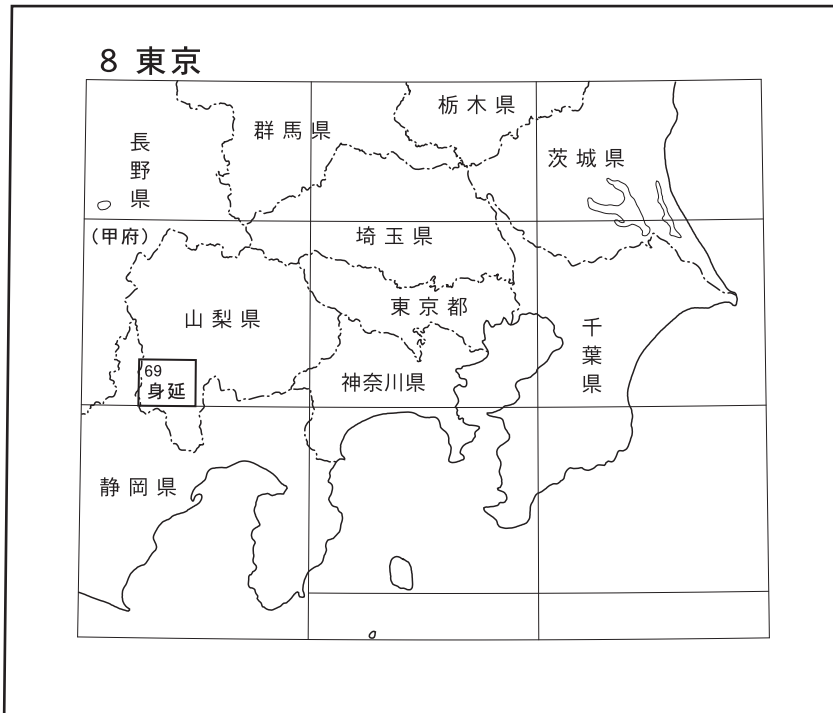 8 東京
栃木県
群馬県
長野県
茨城県
（甲府）
埼玉県
東京都
山梨県
千葉県
69
身延
神奈川県
静岡県